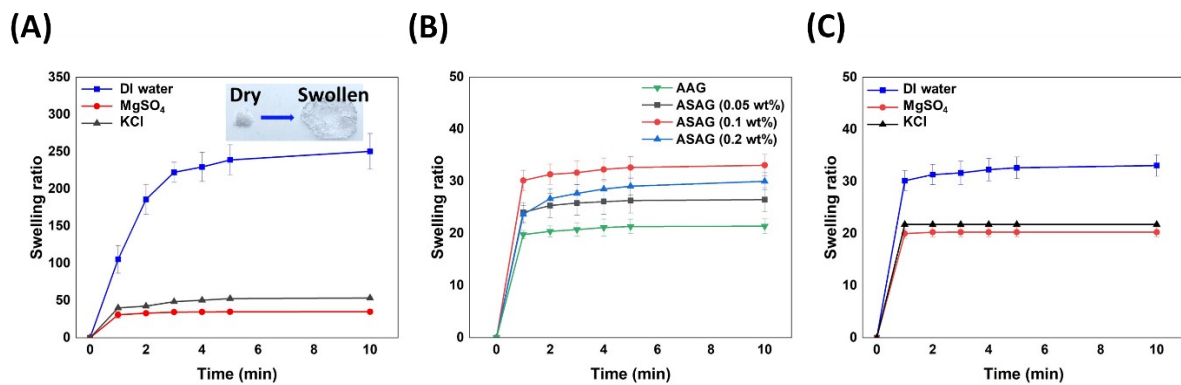 (A)
350
300
250
200
150
100
50
0
Swelling ratio
DI water
MgSO₄
KCl
Dry
Swollen
0 2 4 6 8 10
Time (min)
(B)
50
40
30
20
10
0
Swelling ratio
AAG
ASAG (0.05 wt%)
ASAG (0.1 wt%)
ASAG (0.2 wt%)
0 2 4 6 8 10
Time (min)
(C)
50
40
30
20
10
0
Swelling ratio
DI water
MgSO₄
KCl
0 2 4 6 8 10
Time (min)